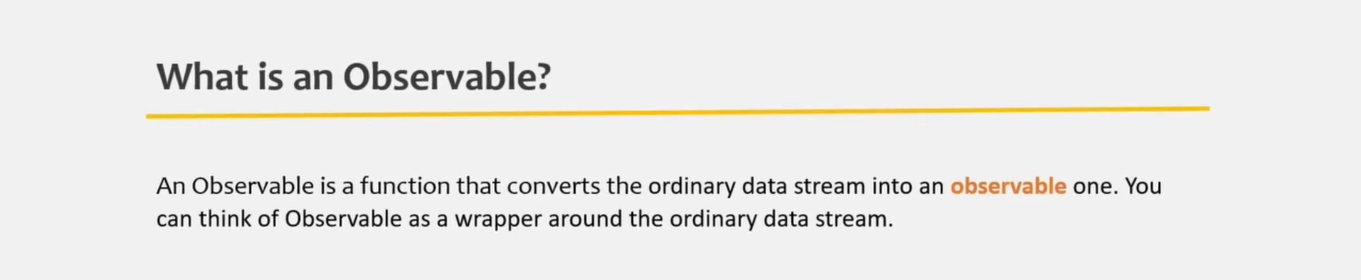 What is an Observable?
An Observable is a function that converts the ordinary data stream into an observable one. You
can think of Observable as a wrapper around the ordinary data stream.